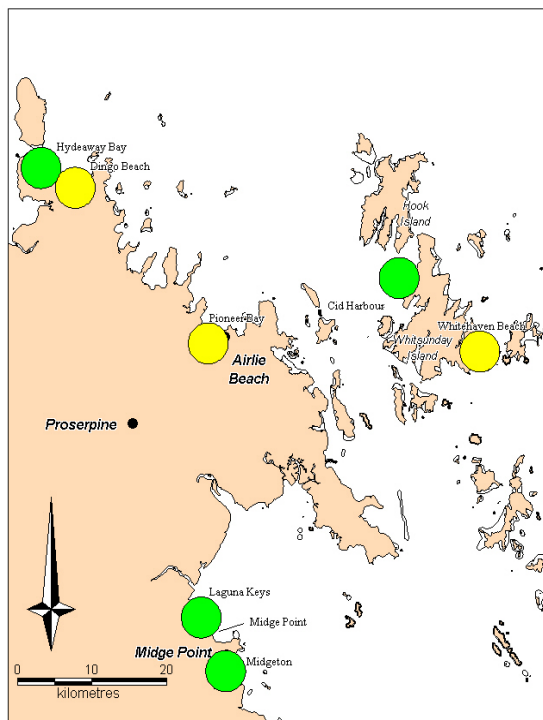 Hydeaway Bay
Dingo Beach
Hook
Island
Cid Harbour
Pioneer Bay
Whitehaven Beach
Whitsunday
Island
Airlie
Beach
Proserpine
Laguna Keys
Midge Point
Midge Point
Midgeton
0 10 20
kilometres